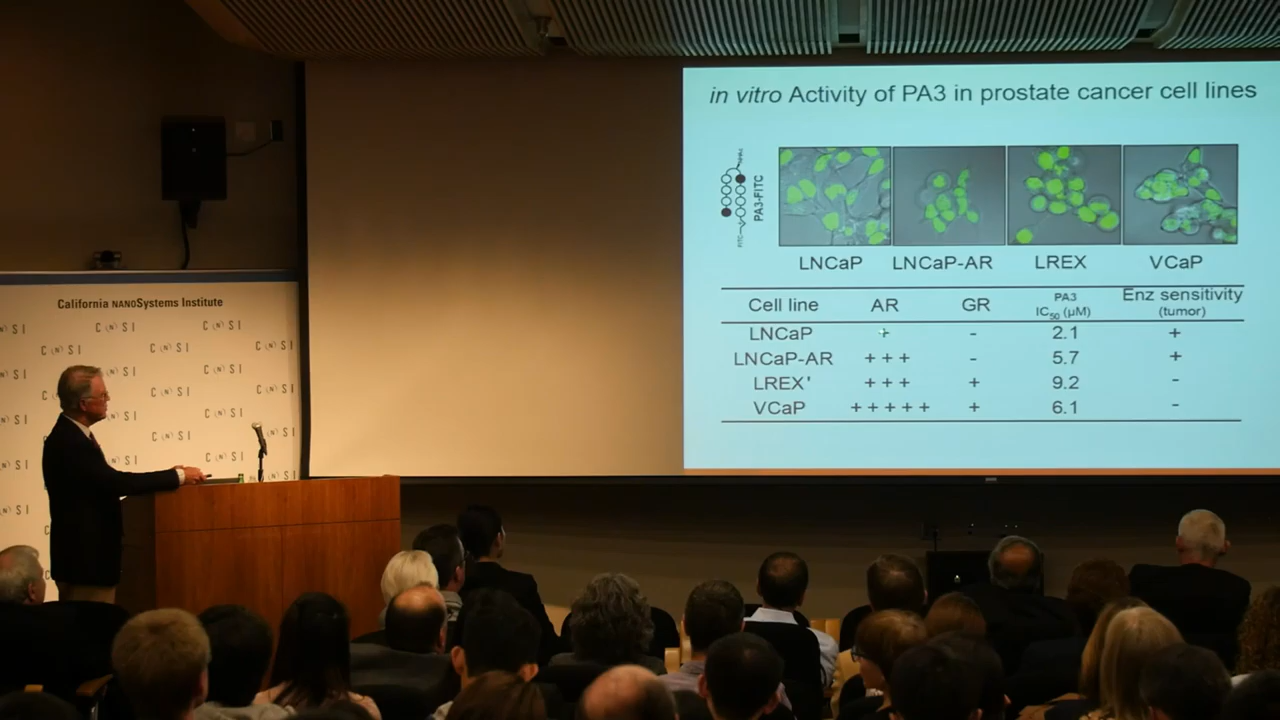 in vitro Activity of PA3 in prostate cancer cell lines
PA3-FITC
FITC
LNCaP LNCaP-AR LREX VCaP
Cell line AR GR PA3 IC50 (µM) Enz sensitivity (tumor)
LNCaP + - 2.1 +
LNCaP-AR +++ - 5.7 +
LREX' +++ + 9.2 -
VCaP +++++ + 6.1 -
California NANOSystems Institute
C (N) S I C (N) S I
C (N) S I C (N) S I C (N) S I
C (N) S I
C (N) S I
C (N) S I
C (N) S I
C (N) S I